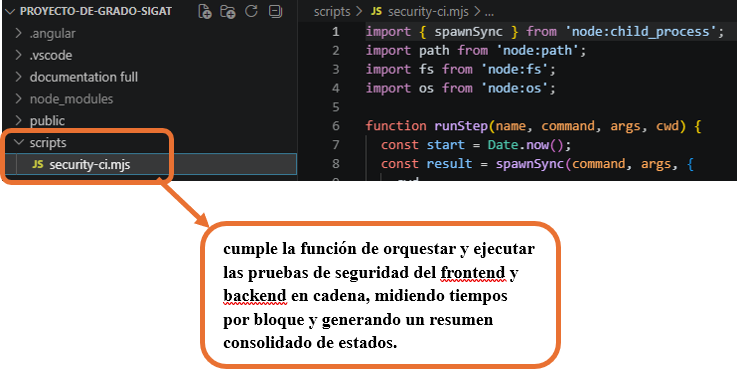 PROYECTO-DE-GRADO-SIGAT
.angular
.vscode
documentation full
node_modules
public
scripts
JS security-ci.mjs
scripts > JS security-ci.mjs > ...
1 import { spawnSync } from 'node:child_process';
2 import path from 'node:path';
3 import fs from 'node:fs';
4 import os from 'node:os';
5
6 function runStep(name, command, args, cwd) {
7 const start = Date.now();
8 const result = spawnSync(command, args, {
cumple la función de orquestar y ejecutar
las pruebas de seguridad del frontend y
backend en cadena, midiendo tiempos
por bloque y generando un resumen
consolidado de estados.